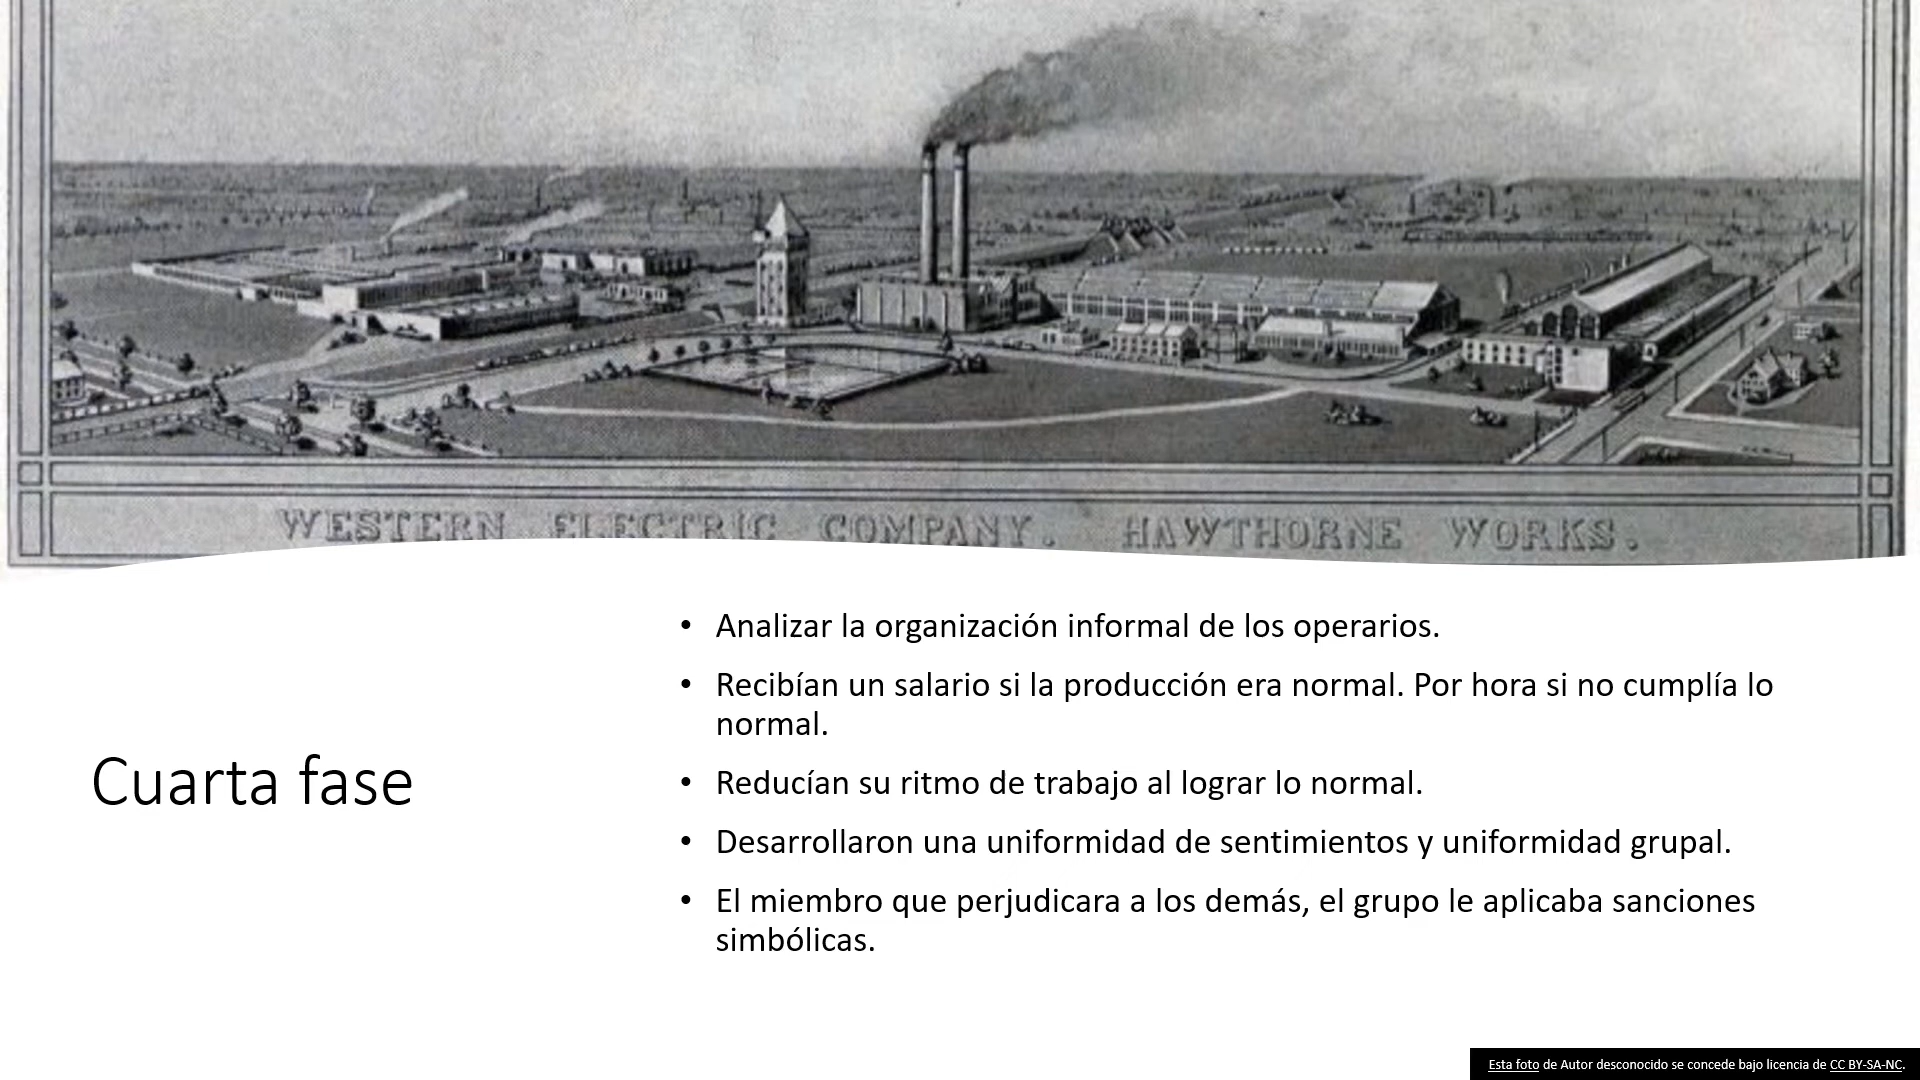 WESTERN ELECTRIC COMPANY. HAWTHORNE WORKS.
Cuarta fase
• Analizar la organización informal de los operarios.
• Recibían un salario si la producción era normal. Por hora si no cumplía lo
normal.
• Reducían su ritmo de trabajo al lograr lo normal.
• Desarrollaron una uniformidad de sentimientos y uniformidad grupal.
• El miembro que perjudicara a los demás, el grupo le aplicaba sanciones
simbólicas.
Esta foto de Autor desconocido se concede bajo licencia de CC BY-SA-NC.